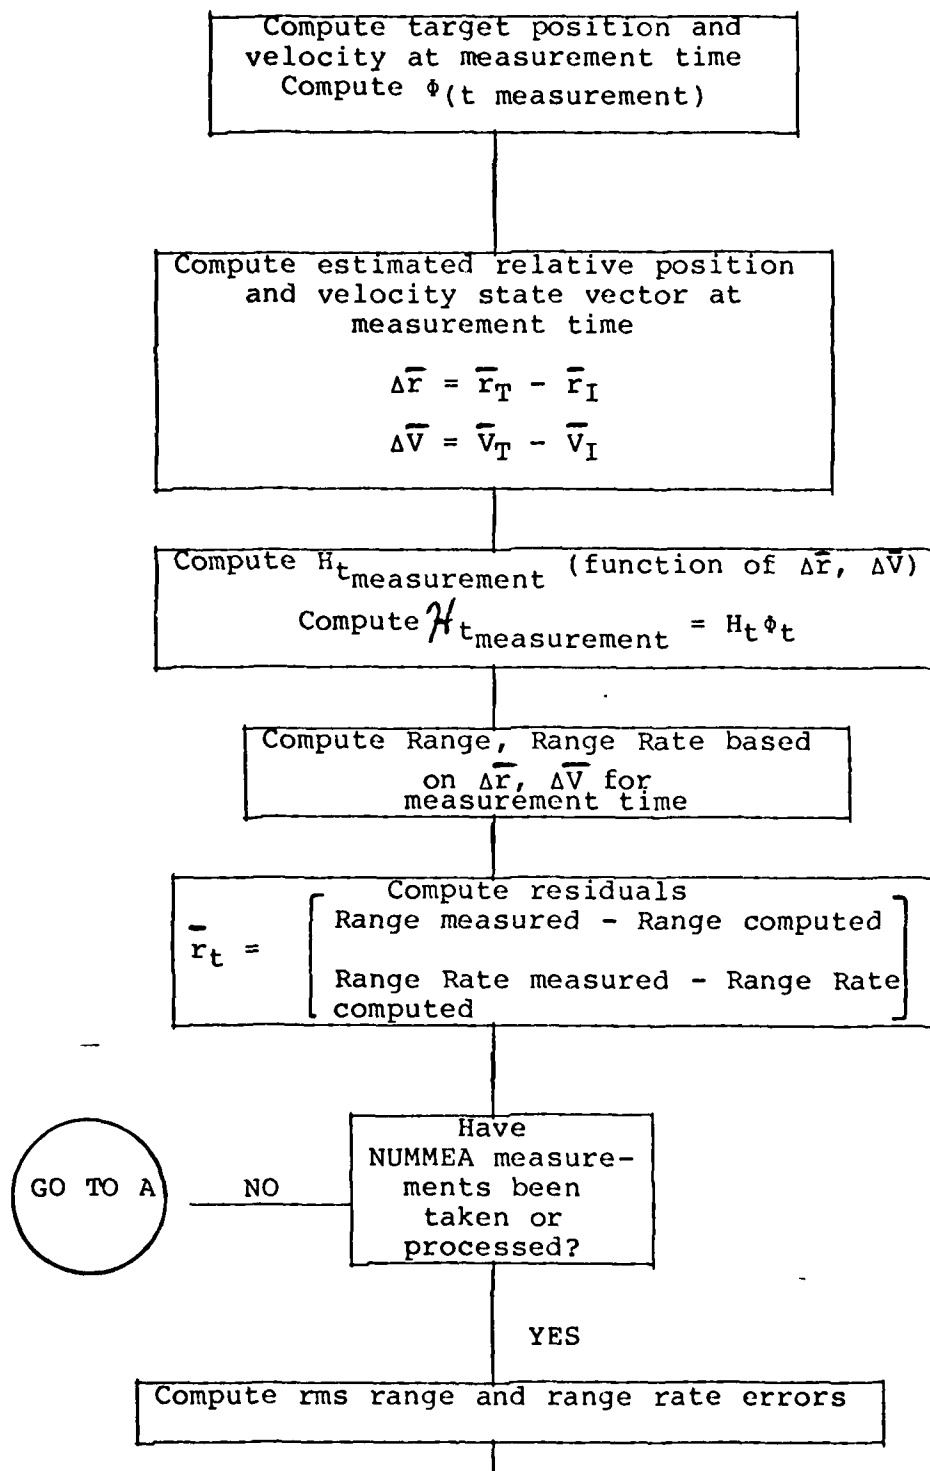 Compute target position and
velocity at measurement time
Compute Φ(t measurement)
Compute estimated relative position
and velocity state vector at
measurement time
Δr̅ = r̅T - r̅I
ΔV̅ = V̅T - V̅I
Compute Htmeasurement (function of Δr̅, ΔV̅)
Compute ℋtmeasurement = HtΦt
Compute Range, Range Rate based
on Δr̅, ΔV̅ for
measurement time
Compute residuals
Range measured - Range computed
r̅t =
Range Rate measured - Range Rate
computed
Have
NUMMEA measure-
ments been
taken or
processed?
GO TO A
NO
YES
Compute rms range and range rate errors